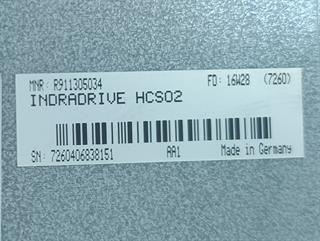 MNR: R911305034 FD: 16W28 (7260)
INDRADRIVE HCS02
SN: 7260406838151 AA1 Made in Germany